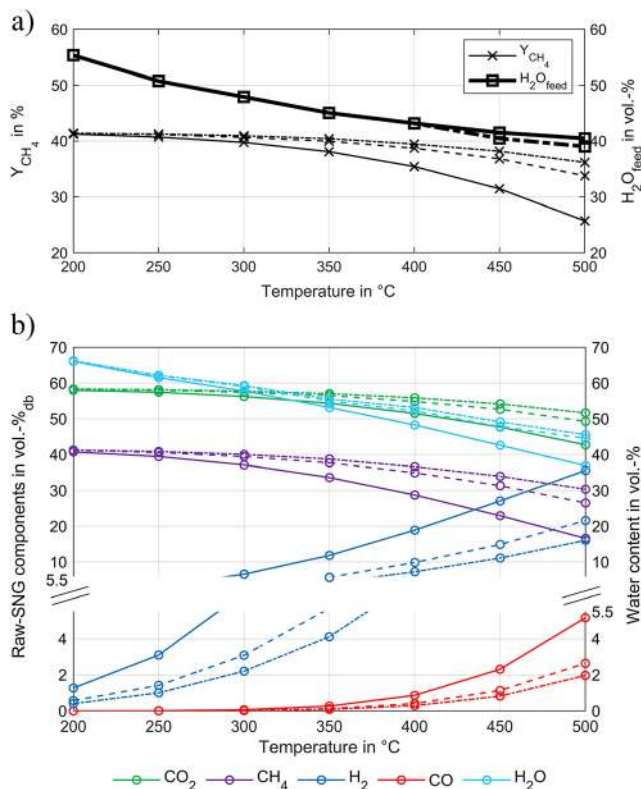 a)
Y_CH4
H2O_feed
60
50
40
30
20
60
50
40
30
20
Y_CH4 in %
H2O_feed in vol.-%
200 250 300 350 400 450 500
Temperature in °C
b)
70
60
50
40
30
20
10
5.5
4
2
0
70
60
50
40
30
20
10
5.5
4
2
0
Raw-SNG components in vol.-%_db
Water content in vol.-%
200 250 300 350 400 450 500
Temperature in °C
CO2 CH4 H2 CO H2O